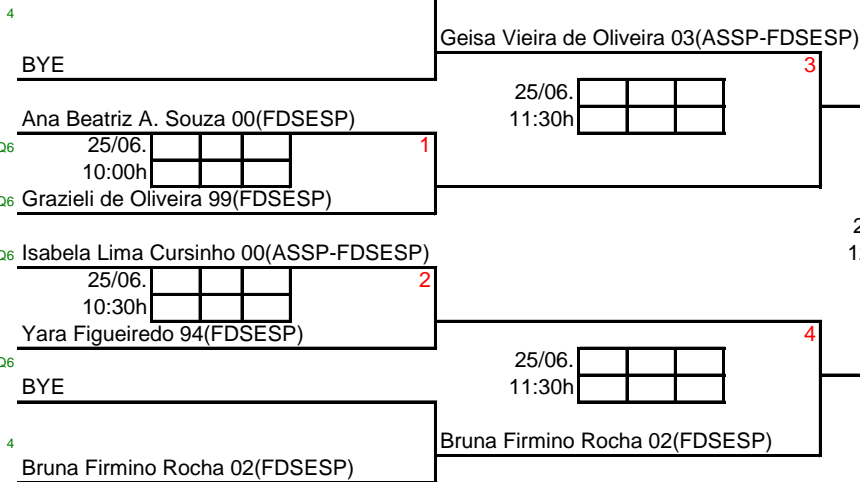 4
Geisa Vieira de Oliveira 03(ASSP-FDSESP)
BYE
3
25/06.
11:30h
Ana Beatriz A. Souza 00(FDSESP)
25/06.
1
10:00h
Grazieli de Oliveira 99(FDSESP)
Isabela Lima Cursinho 00(ASSP-FDSESP)
25/06.
2
10:30h
Yara Figueiredo 94(FDSESP)
4
25/06.
11:30h
BYE
4
Bruna Firmino Rocha 02(FDSESP)
Bruna Firmino Rocha 02(FDSESP)